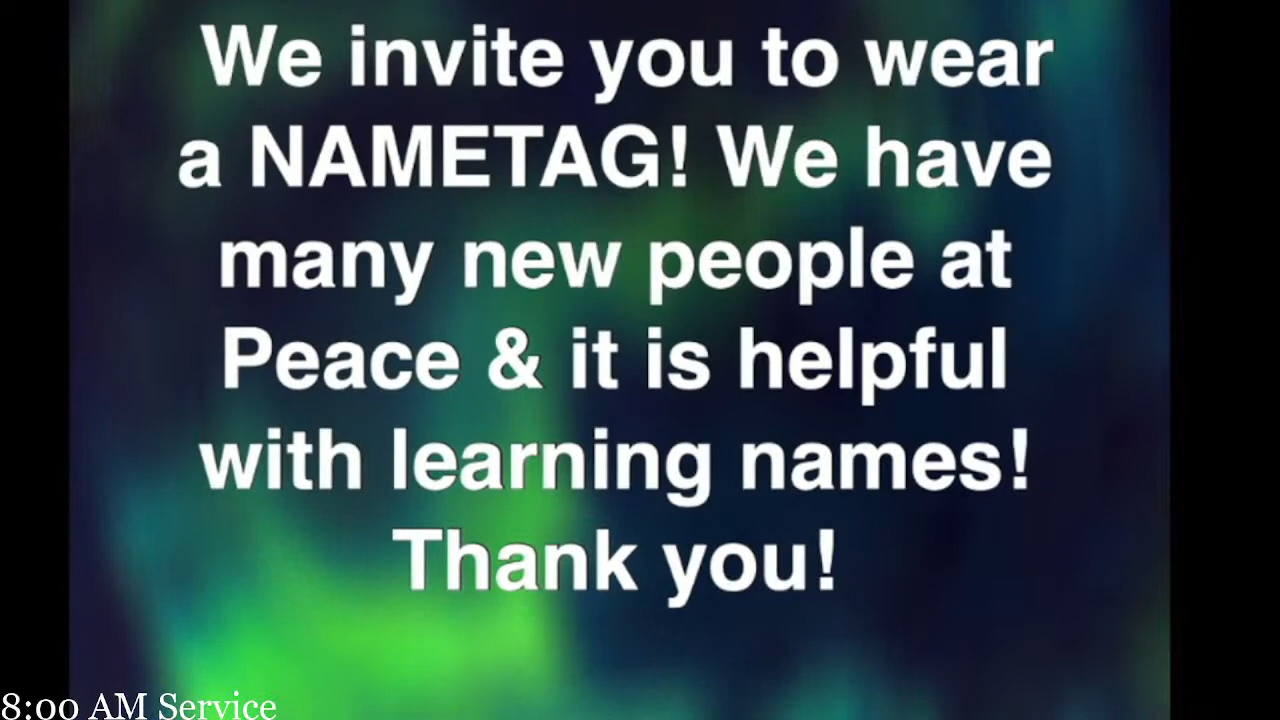 We invite you to wear
a NAMETAG! We have
many new people at
Peace & it is helpful
with learning names!
Thank you!
8:00 AM Service